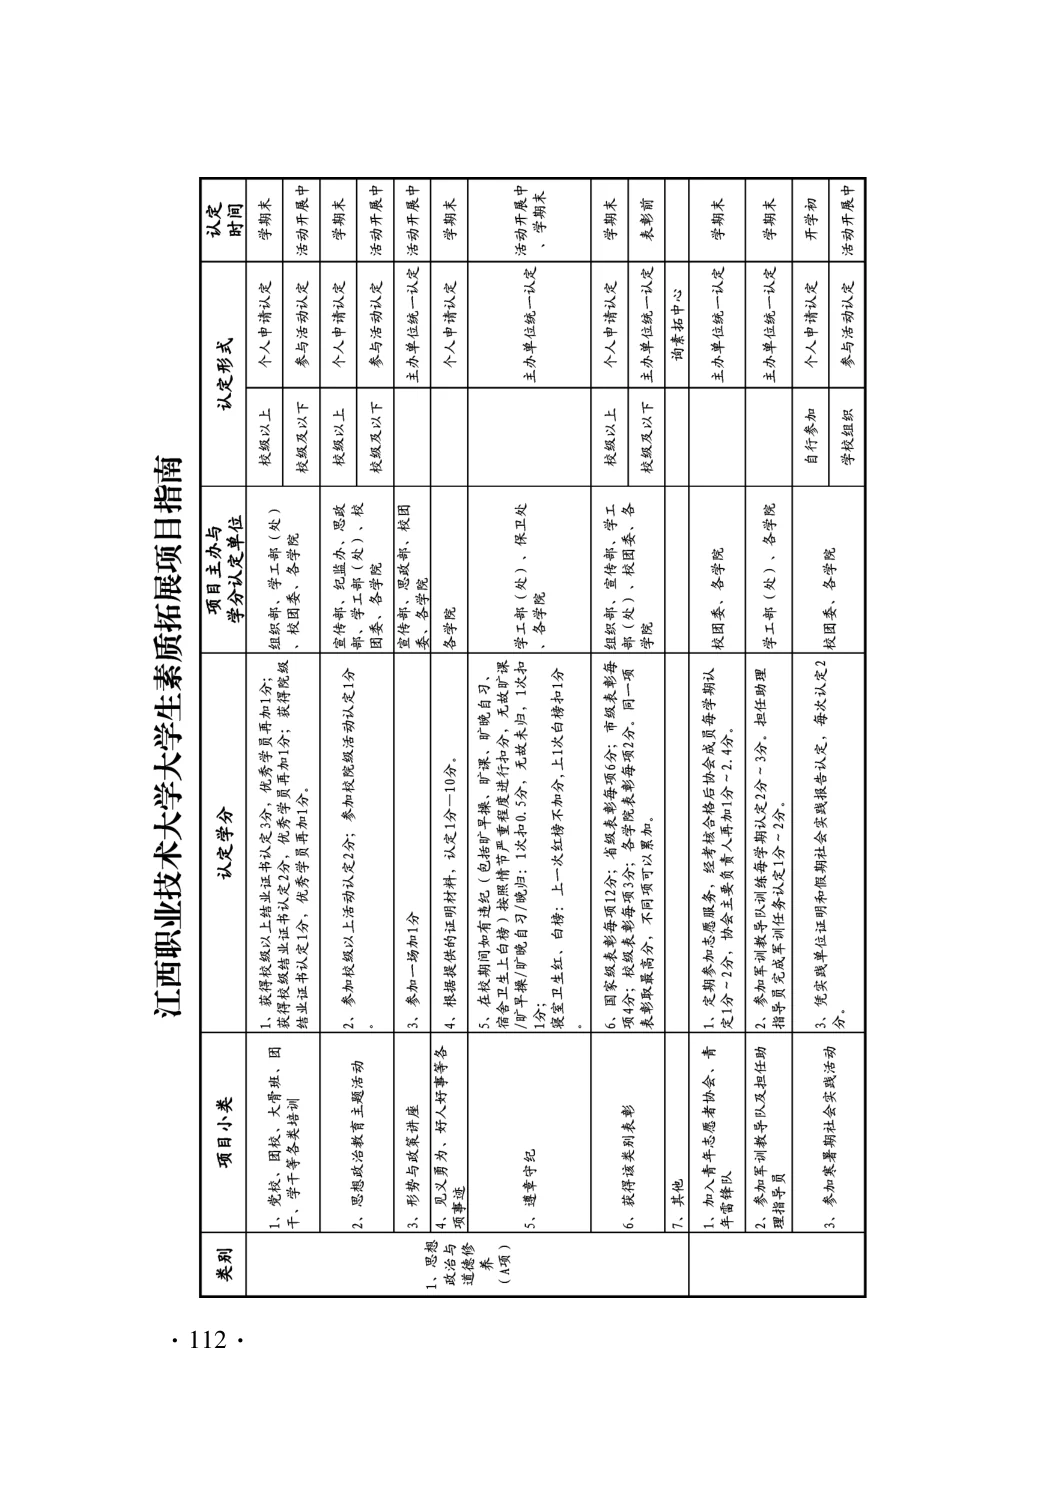 江西职业技术大学大学生素质拓展项目指南
类别
项目小类
认定学分
项目主办与
学分认定单位
认定形式
认定
时间
1、思想
政治与
道德修
养
（A项）
1、党校、团校、大骨班、团
干、学干等各类培训
1、获得校级以上结业证书认定3分，优秀学员再加1分；
获得校级结业证书认定2分，优秀学员再加1分；获得院级
结业证书认定1分，优秀学员再加1分。
组织部、学工部（处）
、校团委、各学院
校级以上
个人申请认定
学期末
校级及以下
参与活动认定
活动开展中
2、思想政治教育主题活动
2、参加校级以上活动认定2分；参加校院级活动认定1分
。
宣传部、纪监办、思政
部、学工部（处）、校
团委、各学院
校级以上
个人申请认定
学期末
校级及以下
参与活动认定
活动开展中
3、形势与政策讲座
3、参加一场加1分
宣传部、思政部、校团
委、各学院
主办单位统一认定
活动开展中
4、见义勇为、好人好事等各
项事迹
4、根据提供的证明材料，认定1分—10分。
各学院
个人申请认定
学期末
5、遵章守纪
5、在校期间如有违纪（包括旷早操、旷课、旷晚自习、
宿舍卫生上白榜）按照情节严重程度进行扣分，无故旷课
/旷早操/旷晚自习/晚归：1次扣0.5分，无故未归，1次扣
1分；
寝室卫生红、白榜：上一次红榜不加分,上1次白榜扣1分
。
学工部（处）、保卫处
、各学院
主办单位统一认定
活动开展中
、学期末
6、获得该类别表彰
6、国家级表彰每项12分；省级表彰每项6分；市级表彰每
项4分；校级表彰每项3分；各学院表彰每项2分。同一项
表彰取最高分，不同项可以累加。
组织部、宣传部、学工
部（处）、校团委、各
学院
校级以上
个人申请认定
学期末
校级及以下
主办单位统一认定
表彰前
7、其他
询素拓中心
1、加入青年志愿者协会、青
年雷锋队
1、定期参加志愿服务，经考核合格后协会成员每学期认
定1分~2分，协会主要负责人再加1分~2.4分。
校团委、各学院
主办单位统一认定
学期末
2、参加军训教导队及担任助
理指导员
2、参加军训教导队训练每学期认定2分~3分。担任助理
指导员完成军训任务认定1分~2分。
学工部（处）、各学院
主办单位统一认定
学期末
3、参加寒暑期社会实践活动
3、凭实践单位证明和假期社会实践报告认定，每次认定2
分。
校团委、各学院
自行参加
个人申请认定
开学初
学校组织
参与活动认定
活动开展中
·112·